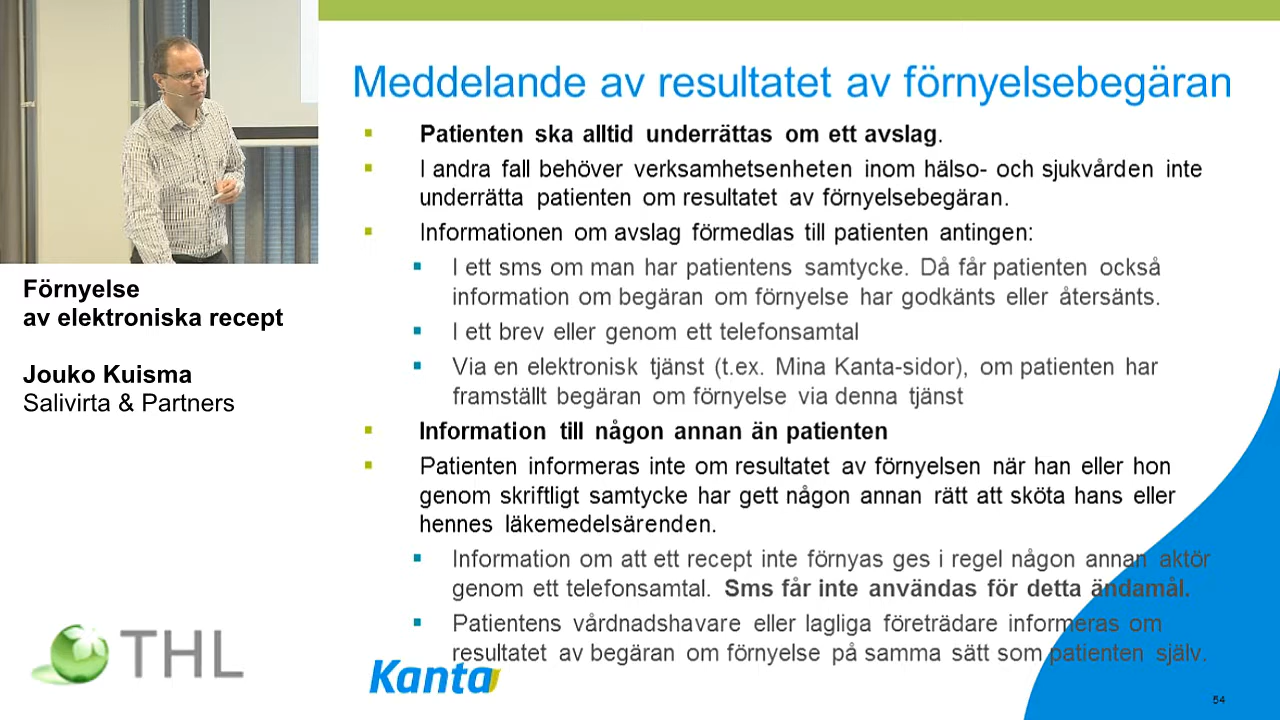 Meddelande av resultatet av förnyelsebegäran
Patienten ska alltid underrättas om ett avslag.
I andra fall behöver verksamhetsenheten inom hälso- och sjukvården inte
underrätta patienten om resultatet av förnyelsebegäran.
Informationen om avslag förmedlas till patienten antingen:
I ett sms om man har patientens samtycke. Då får patienten också
information om begäran om förnyelse har godkänts eller återsänts.
I ett brev eller genom ett telefonsamtal
Via en elektronisk tjänst (t.ex. Mina Kanta-sidor), om patienten har
framställt begäran om förnyelse via denna tjänst
Information till någon annan än patienten
Patienten informeras inte om resultatet av förnyelsen när han eller hon
genom skriftligt samtycke har gett någon annan rätt att sköta hans eller
hennes läkemedelsärenden.
Information om att ett recept inte förnyas ges i regel någon annan aktör
genom ett telefonsamtal. Sms får inte användas för detta ändamål.
Patientens vårdnadshavare eller lagliga företrädare informeras om
resultatet av begäran om förnyelse på samma sätt som patienten själv.
Kanta
54
Förnyelse
av elektroniska recept
Jouko Kuisma
Salivirta & Partners
THL